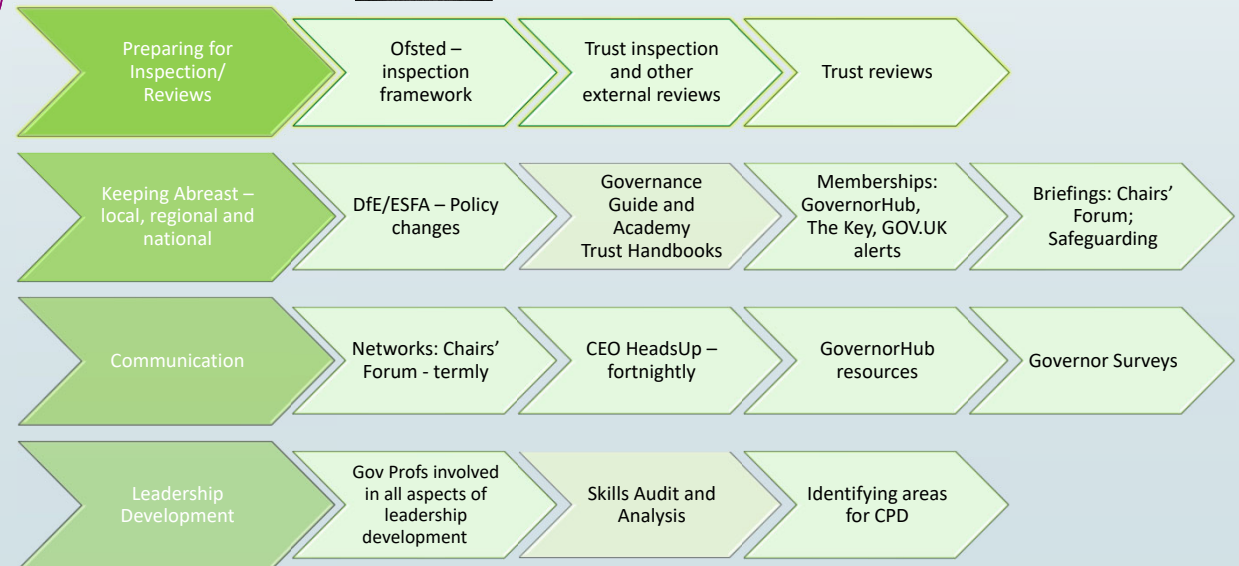 Preparing for
Inspection/
Reviews
Ofsted –
inspection
framework
Trust inspection
and other
external reviews
Trust reviews
Keeping Abreast –
local, regional and
national
DfE/ESFA – Policy
changes
Governance
Guide and
Academy
Trust Handbooks
Memberships:
GovernorHub,
The Key, GOV.UK
alerts
Briefings: Chairs’
Forum;
Safeguarding
Communication
Networks: Chairs’
Forum - termly
CEO HeadsUp –
fortnightly
GovernorHub
resources
Governor Surveys
Leadership
Development
Gov Profs involved
in all aspects of
leadership
development
Skills Audit and
Analysis
Identifying areas
for CPD